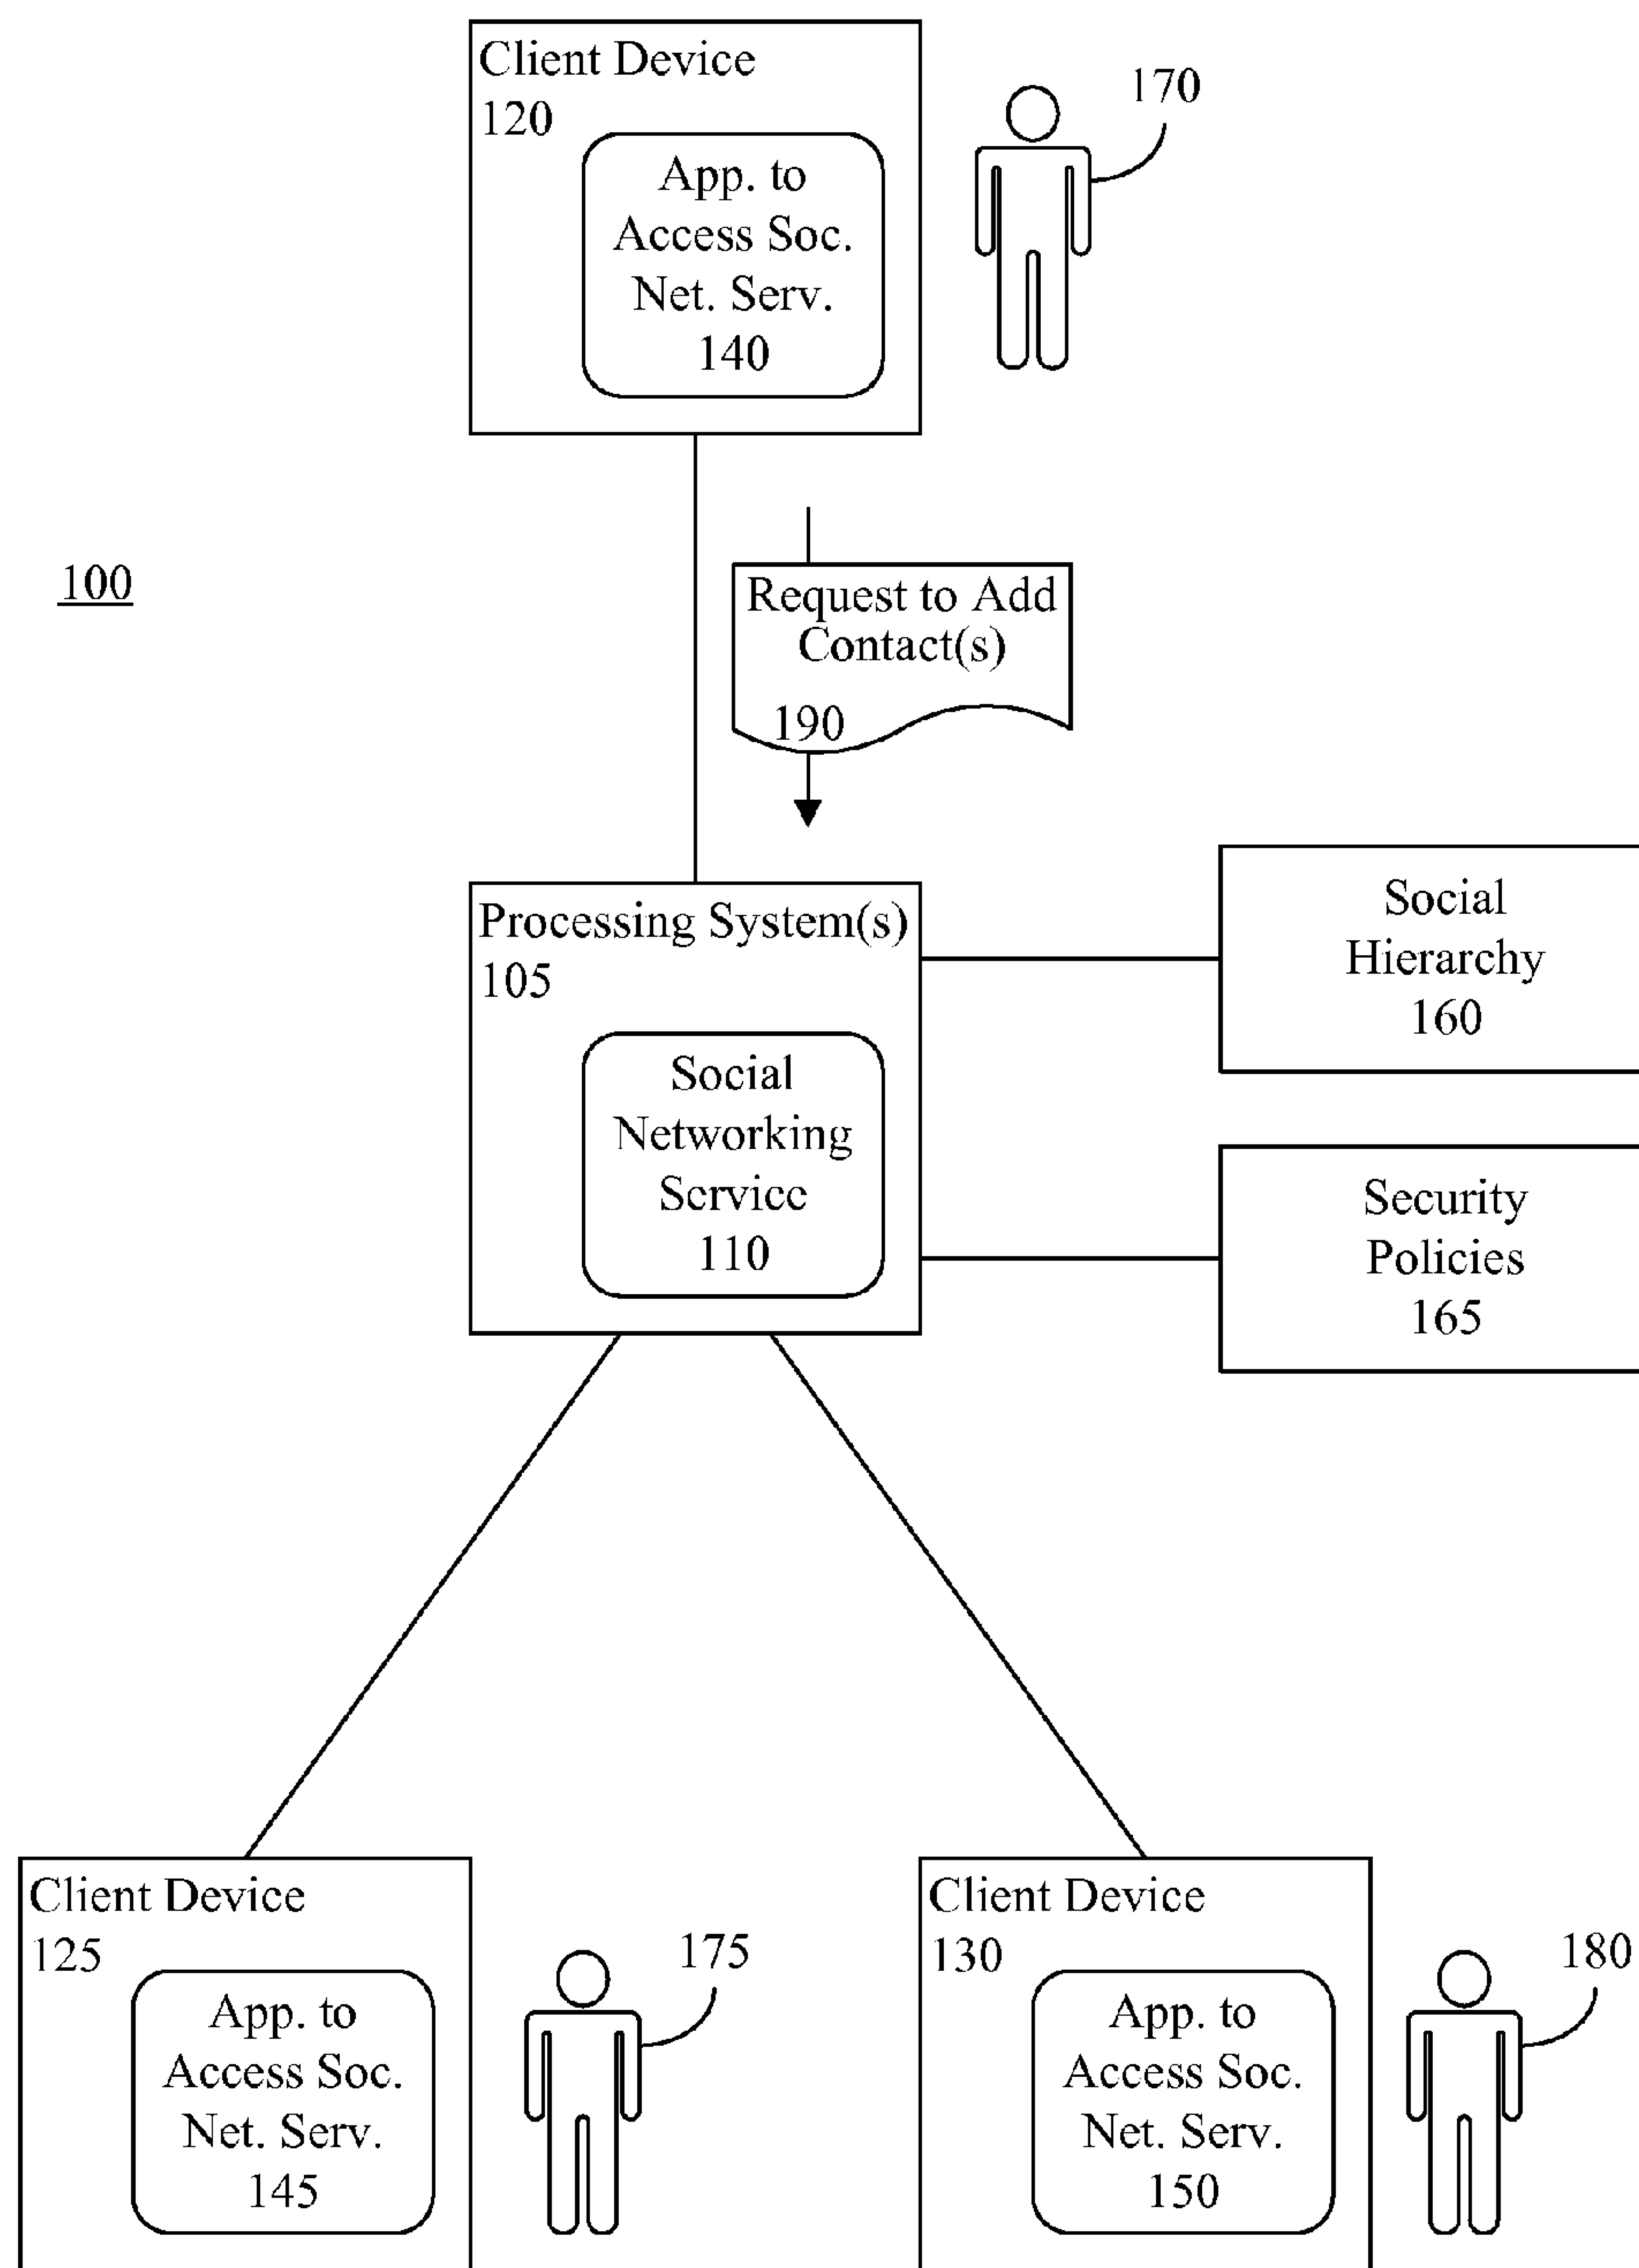 Client Device
120
App. to
Access Soc.
Net. Serv.
140
170
100
Request to Add
Contact(s)
190
Processing System(s)
105
Social
Networking
Service
110
Social
Hierarchy
160
Security
Policies
165
Client Device
125
App. to
Access Soc.
Net. Serv.
145
175
Client Device
130
App. to
Access Soc.
Net. Serv.
150
180